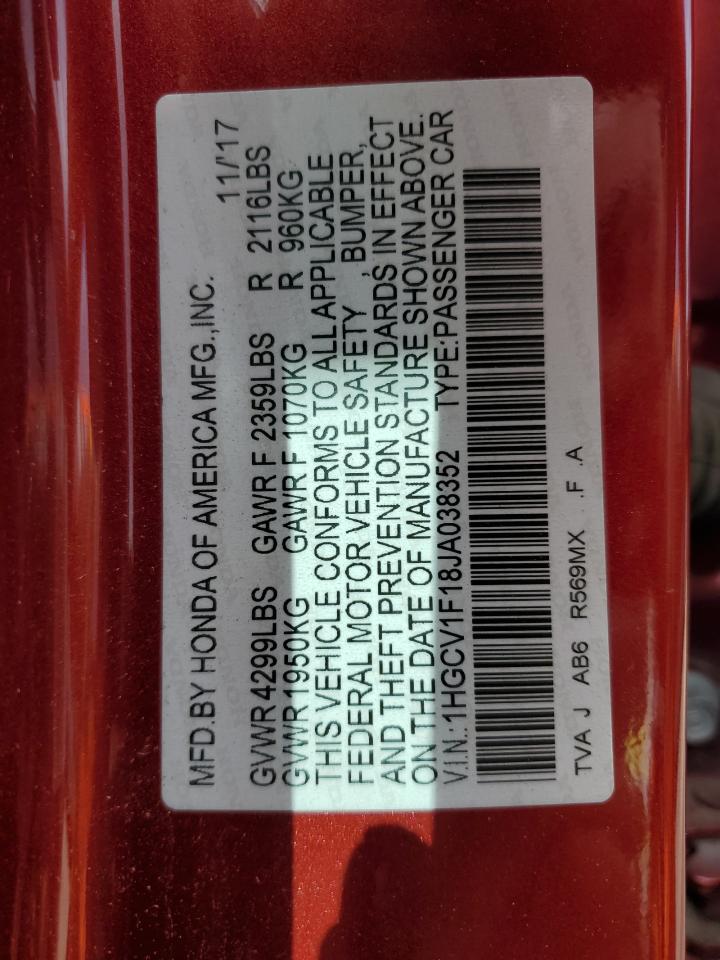 MFD.BY HONDA OF AMERICA MFG.,INC.
11/'17
GVWR 4299LBS GAWR F 2359LBS R 2116LBS
GVWR 1950KG GAWR F 1070KG R 960KG
THIS VEHICLE CONFORMS TO ALL APPLICABLE
FEDERAL MOTOR VEHICLE SAFETY , BUMPER,
AND THEFT PREVENTION STANDARDS IN EFFECT
ON THE DATE OF MANUFACTURE SHOWN ABOVE.
V.I.N.:1HGCV1F18JA038352 TYPE:PASSENGER CAR
TVA J AB6 R569MX .F .A